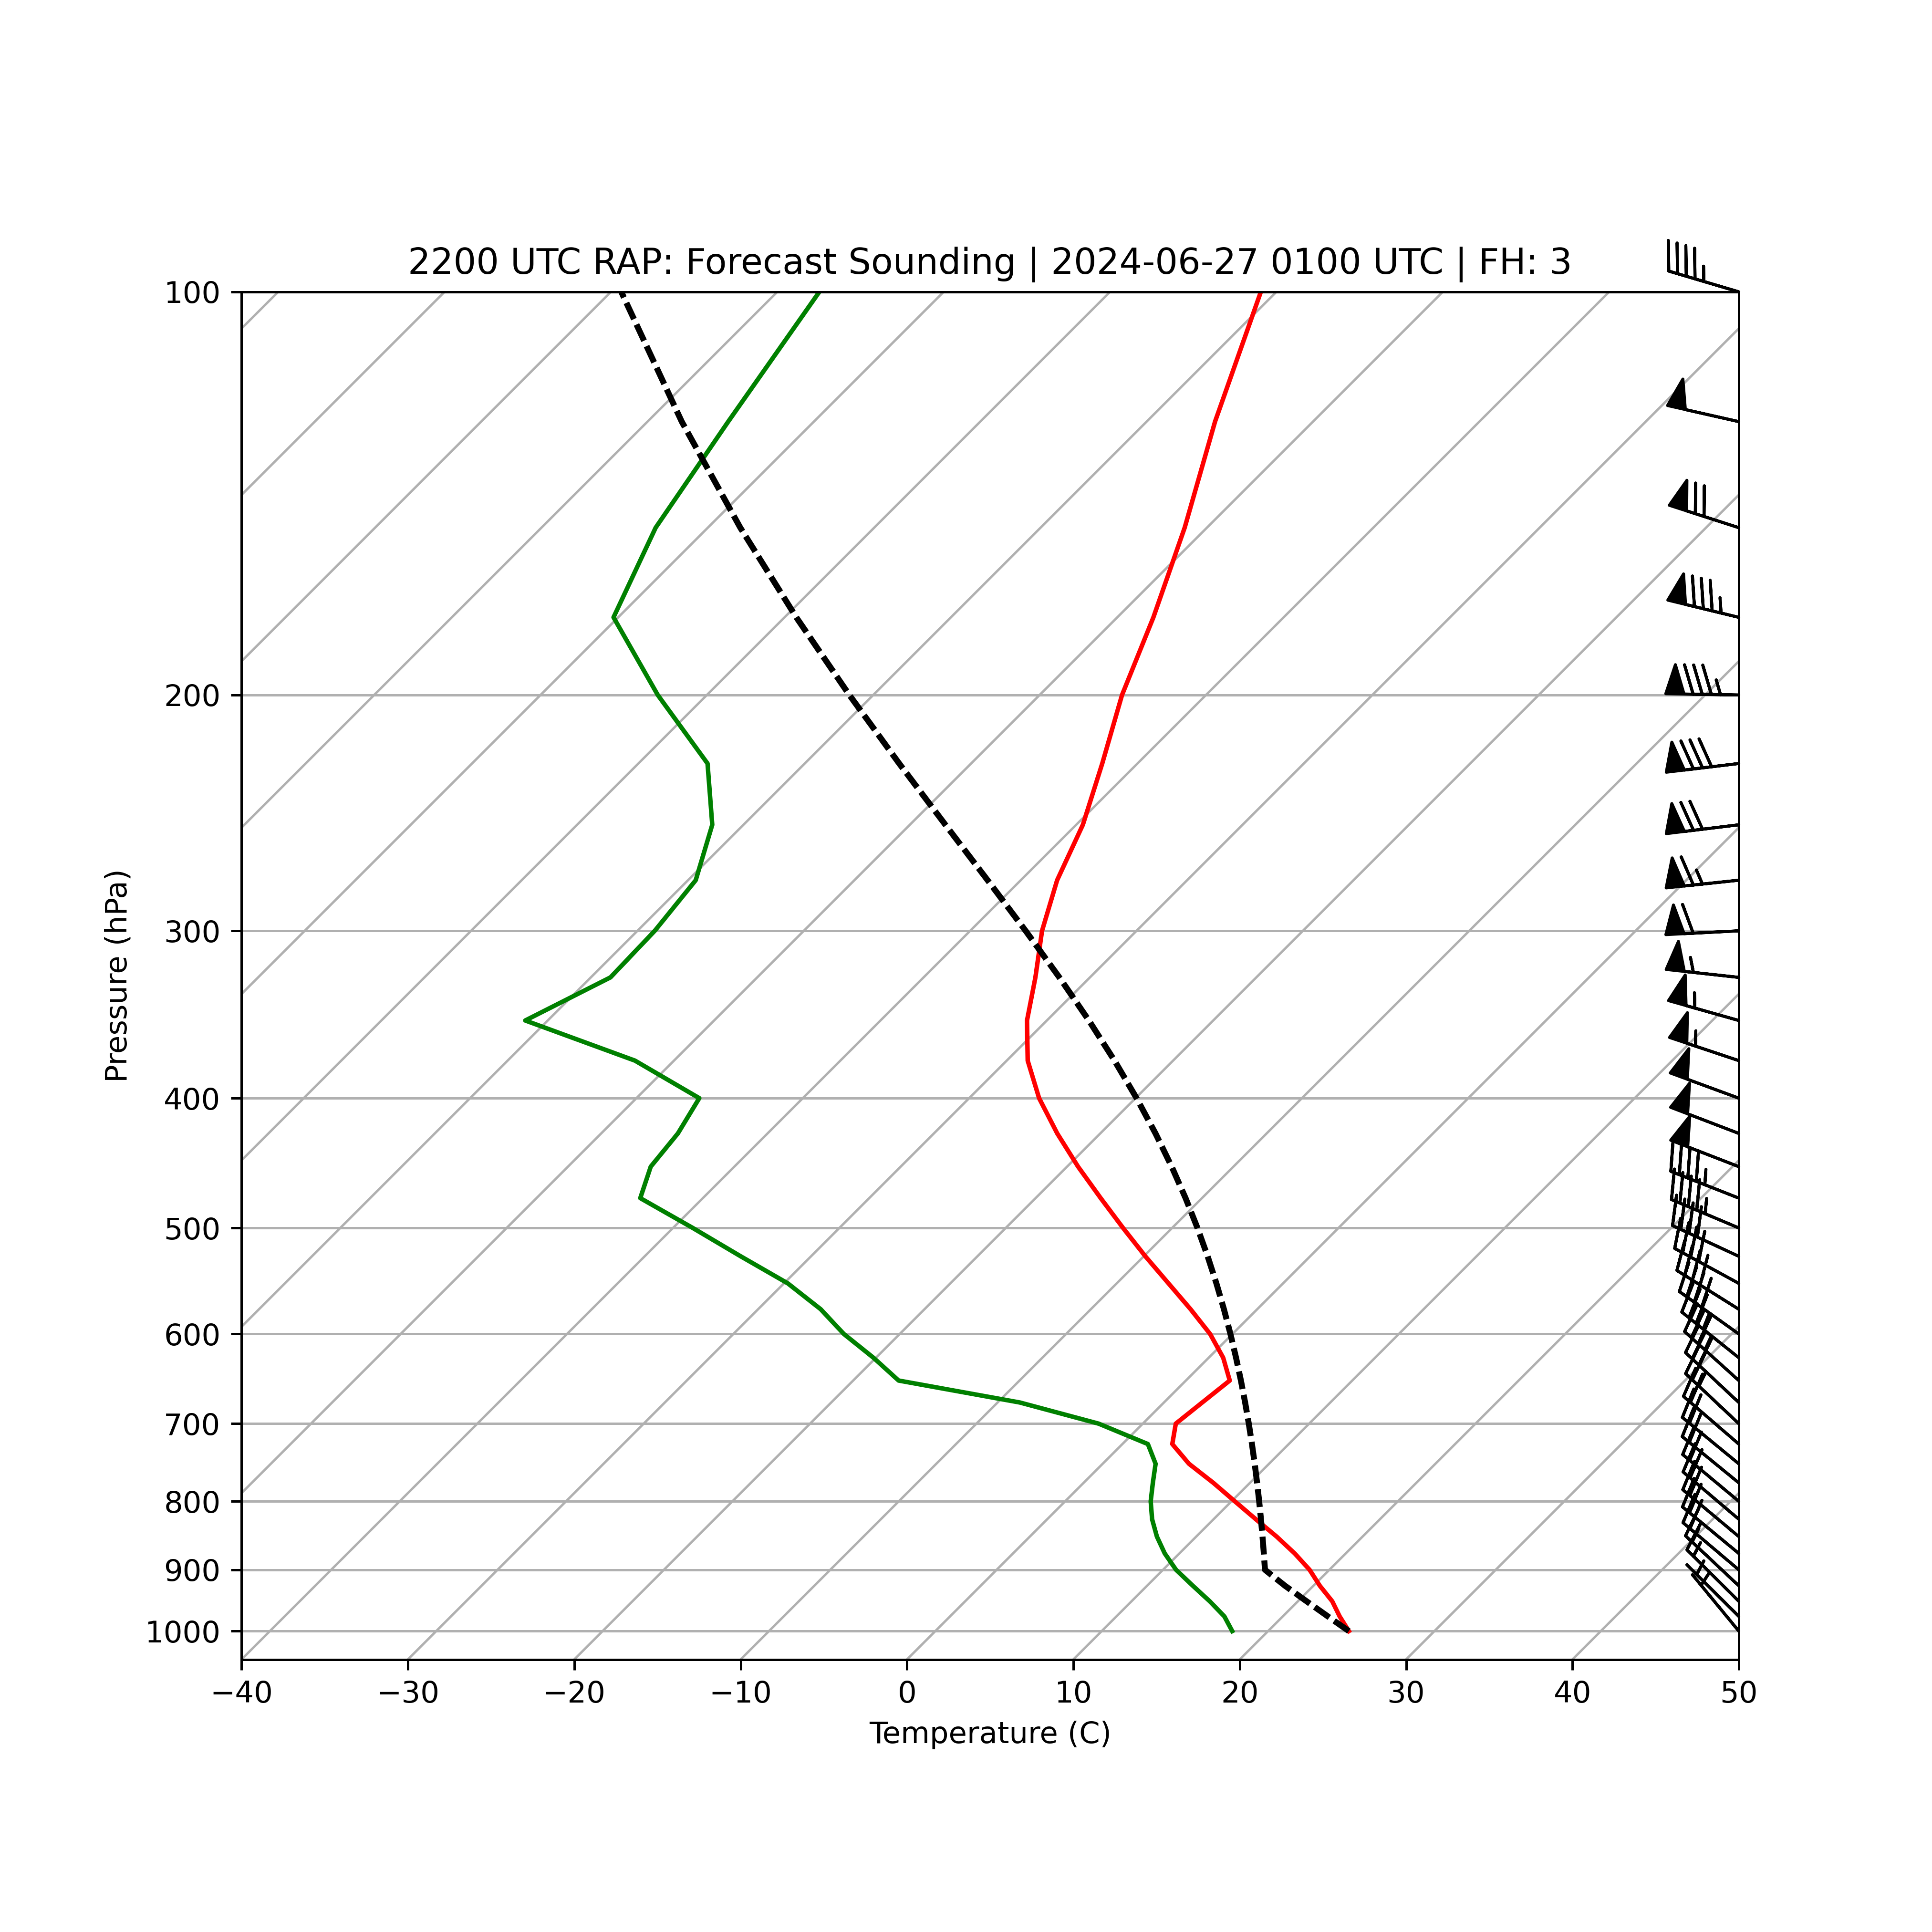 2200 UTC RAP: Forecast Sounding | 2024-06-27 0100 UTC | FH: 3
100
200
300
400
500
600
700
800
900
1000
Pressure (hPa)
−40 −30 −20 −10 0 10 20 30 40 50
Temperature (C)